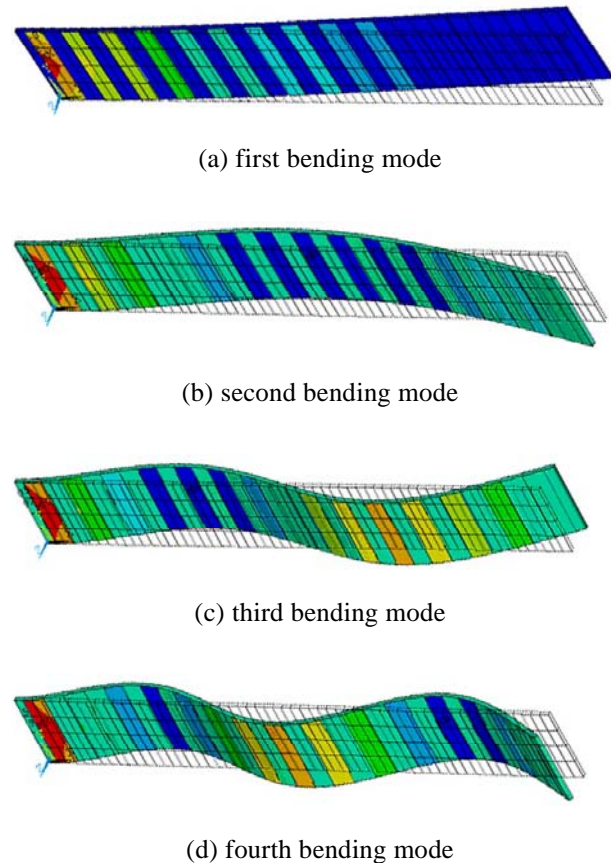 (a) first bending mode
(b) second bending mode
(c) third bending mode
(d) fourth bending mode